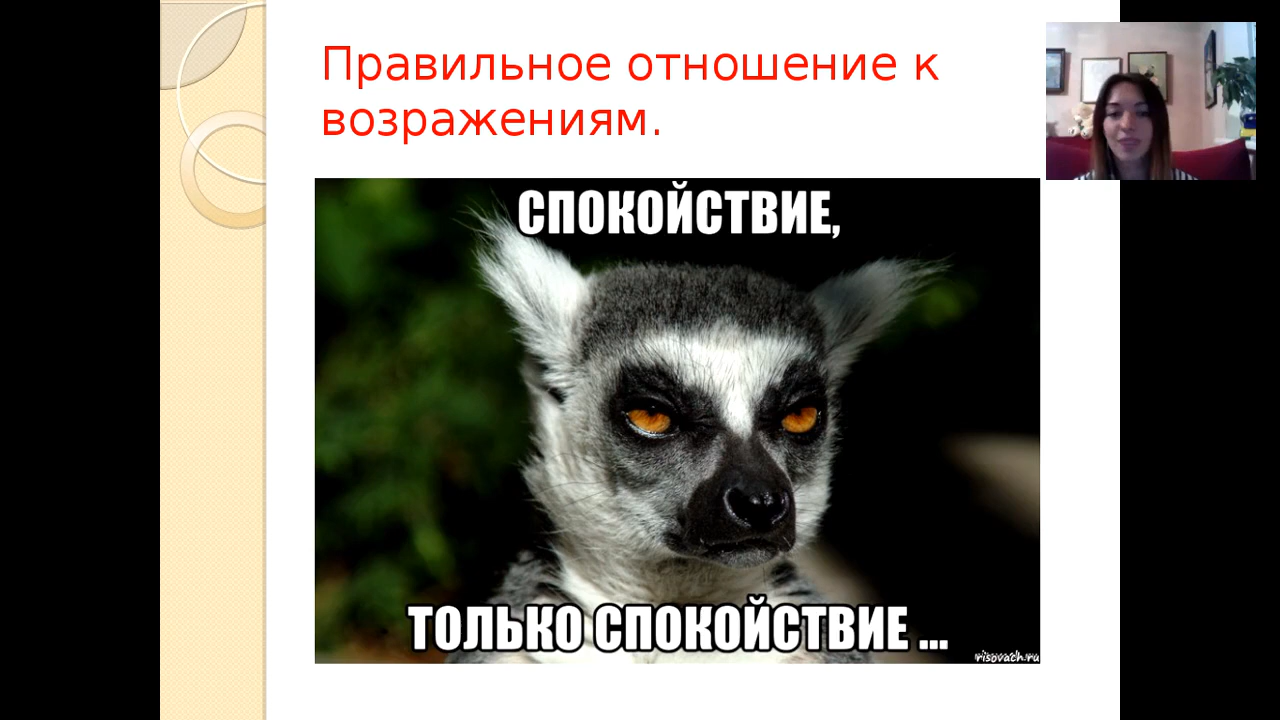 Правильное отношение к
возражениям.
СПОКОЙСТВИЕ,
ТОЛЬКО СПОКОЙСТВИЕ ...
risovach.ru